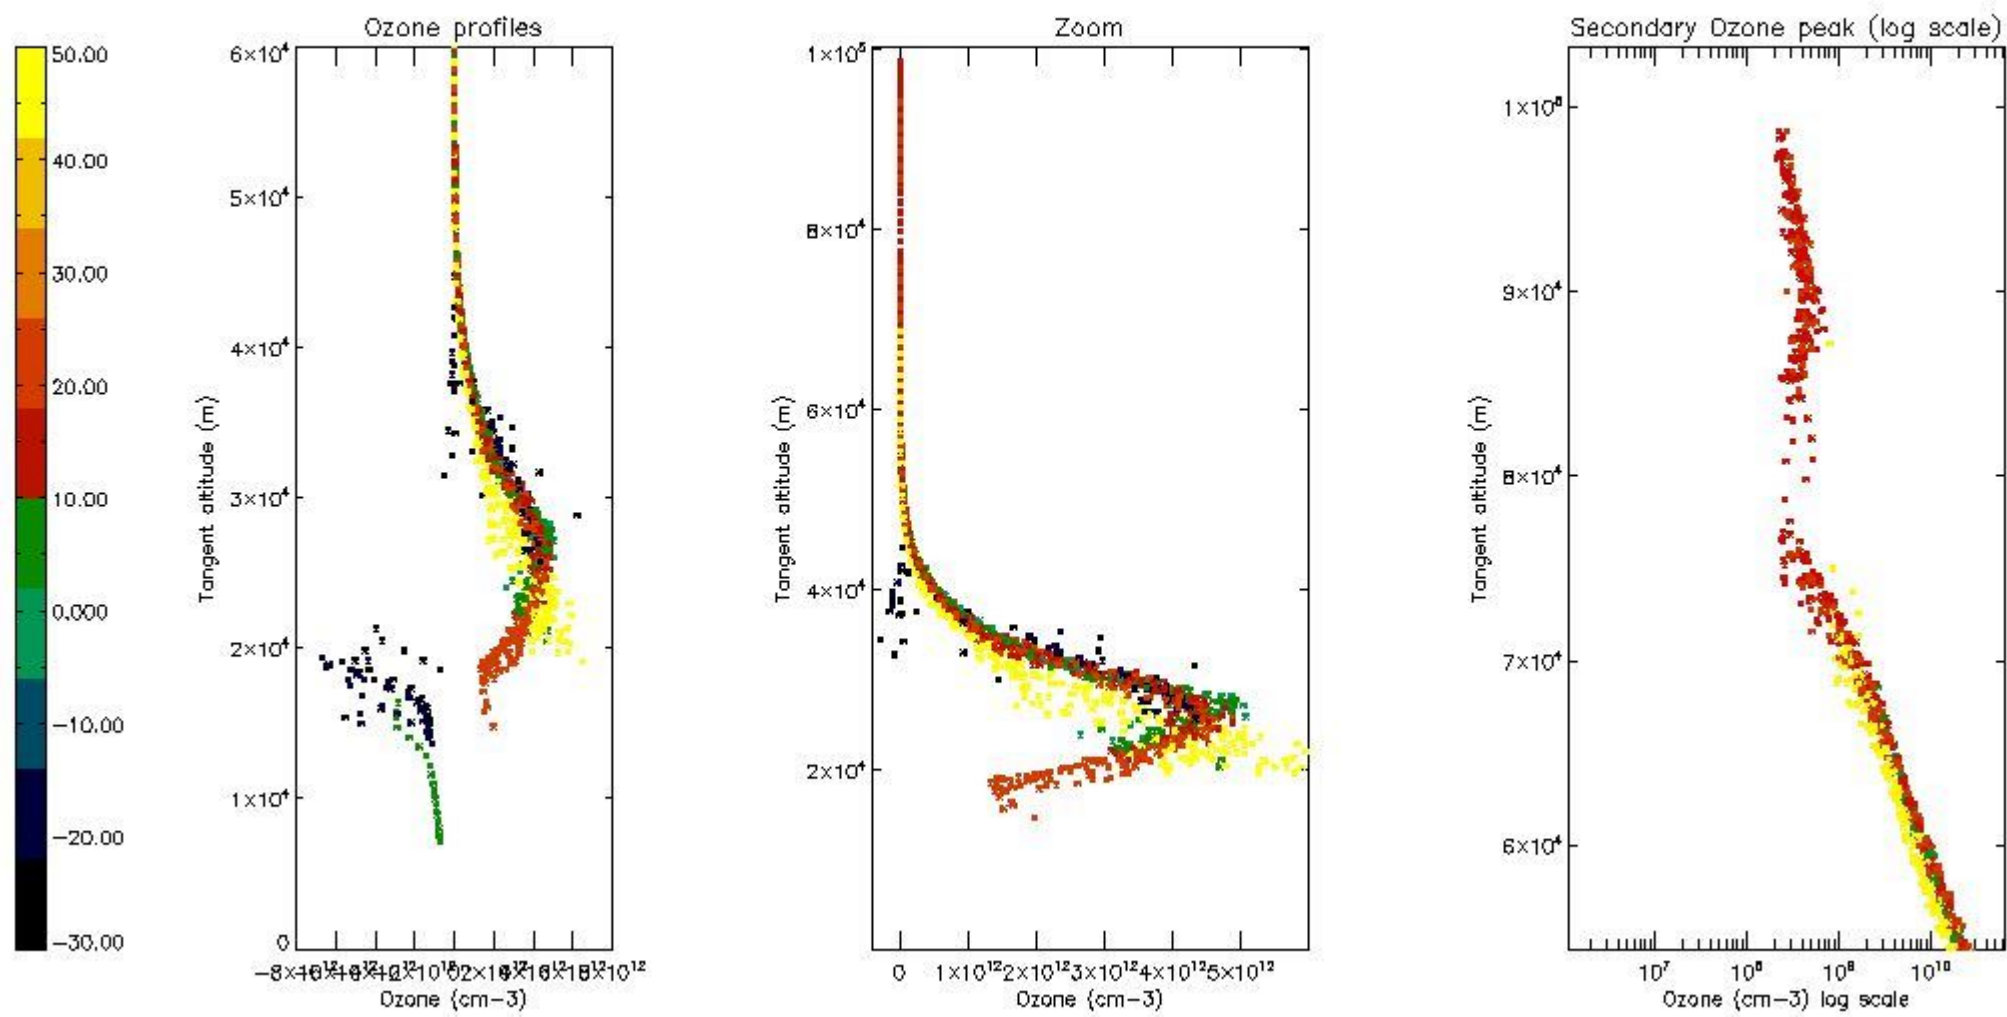 Ozone profiles
Zoom
Secondary Ozone peak (log scale)
50.00
40.00
30.00
20.00
10.00
0.000
−10.00
−20.00
−30.00
6×10⁴
5×10⁴
4×10⁴
3×10⁴
2×10⁴
1×10⁴
0
Tangent altitude (m)
Ozone (cm−3)
1×10⁵
8×10⁴
6×10⁴
4×10⁴
2×10⁴
Tangent altitude (m)
0 1×10¹² 2×10¹² 3×10¹² 4×10¹² 5×10¹²
Ozone (cm−3)
9×10⁴
8×10⁴
7×10⁴
6×10⁴
Tangent altitude (m)
10⁷ 10⁸ 10⁹ 10¹⁰
Ozone (cm−3) log scale